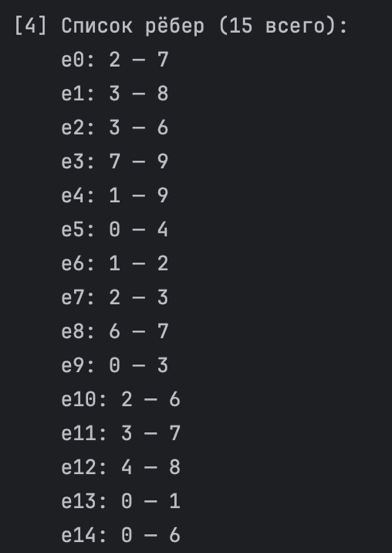 [4] Список рёбер (15 всего):
e0: 2 — 7
e1: 3 — 8
e2: 3 — 6
e3: 7 — 9
e4: 1 — 9
e5: 0 — 4
e6: 1 — 2
e7: 2 — 3
e8: 6 — 7
e9: 0 — 3
e10: 2 — 6
e11: 3 — 7
e12: 4 — 8
e13: 0 — 1
e14: 0 — 6